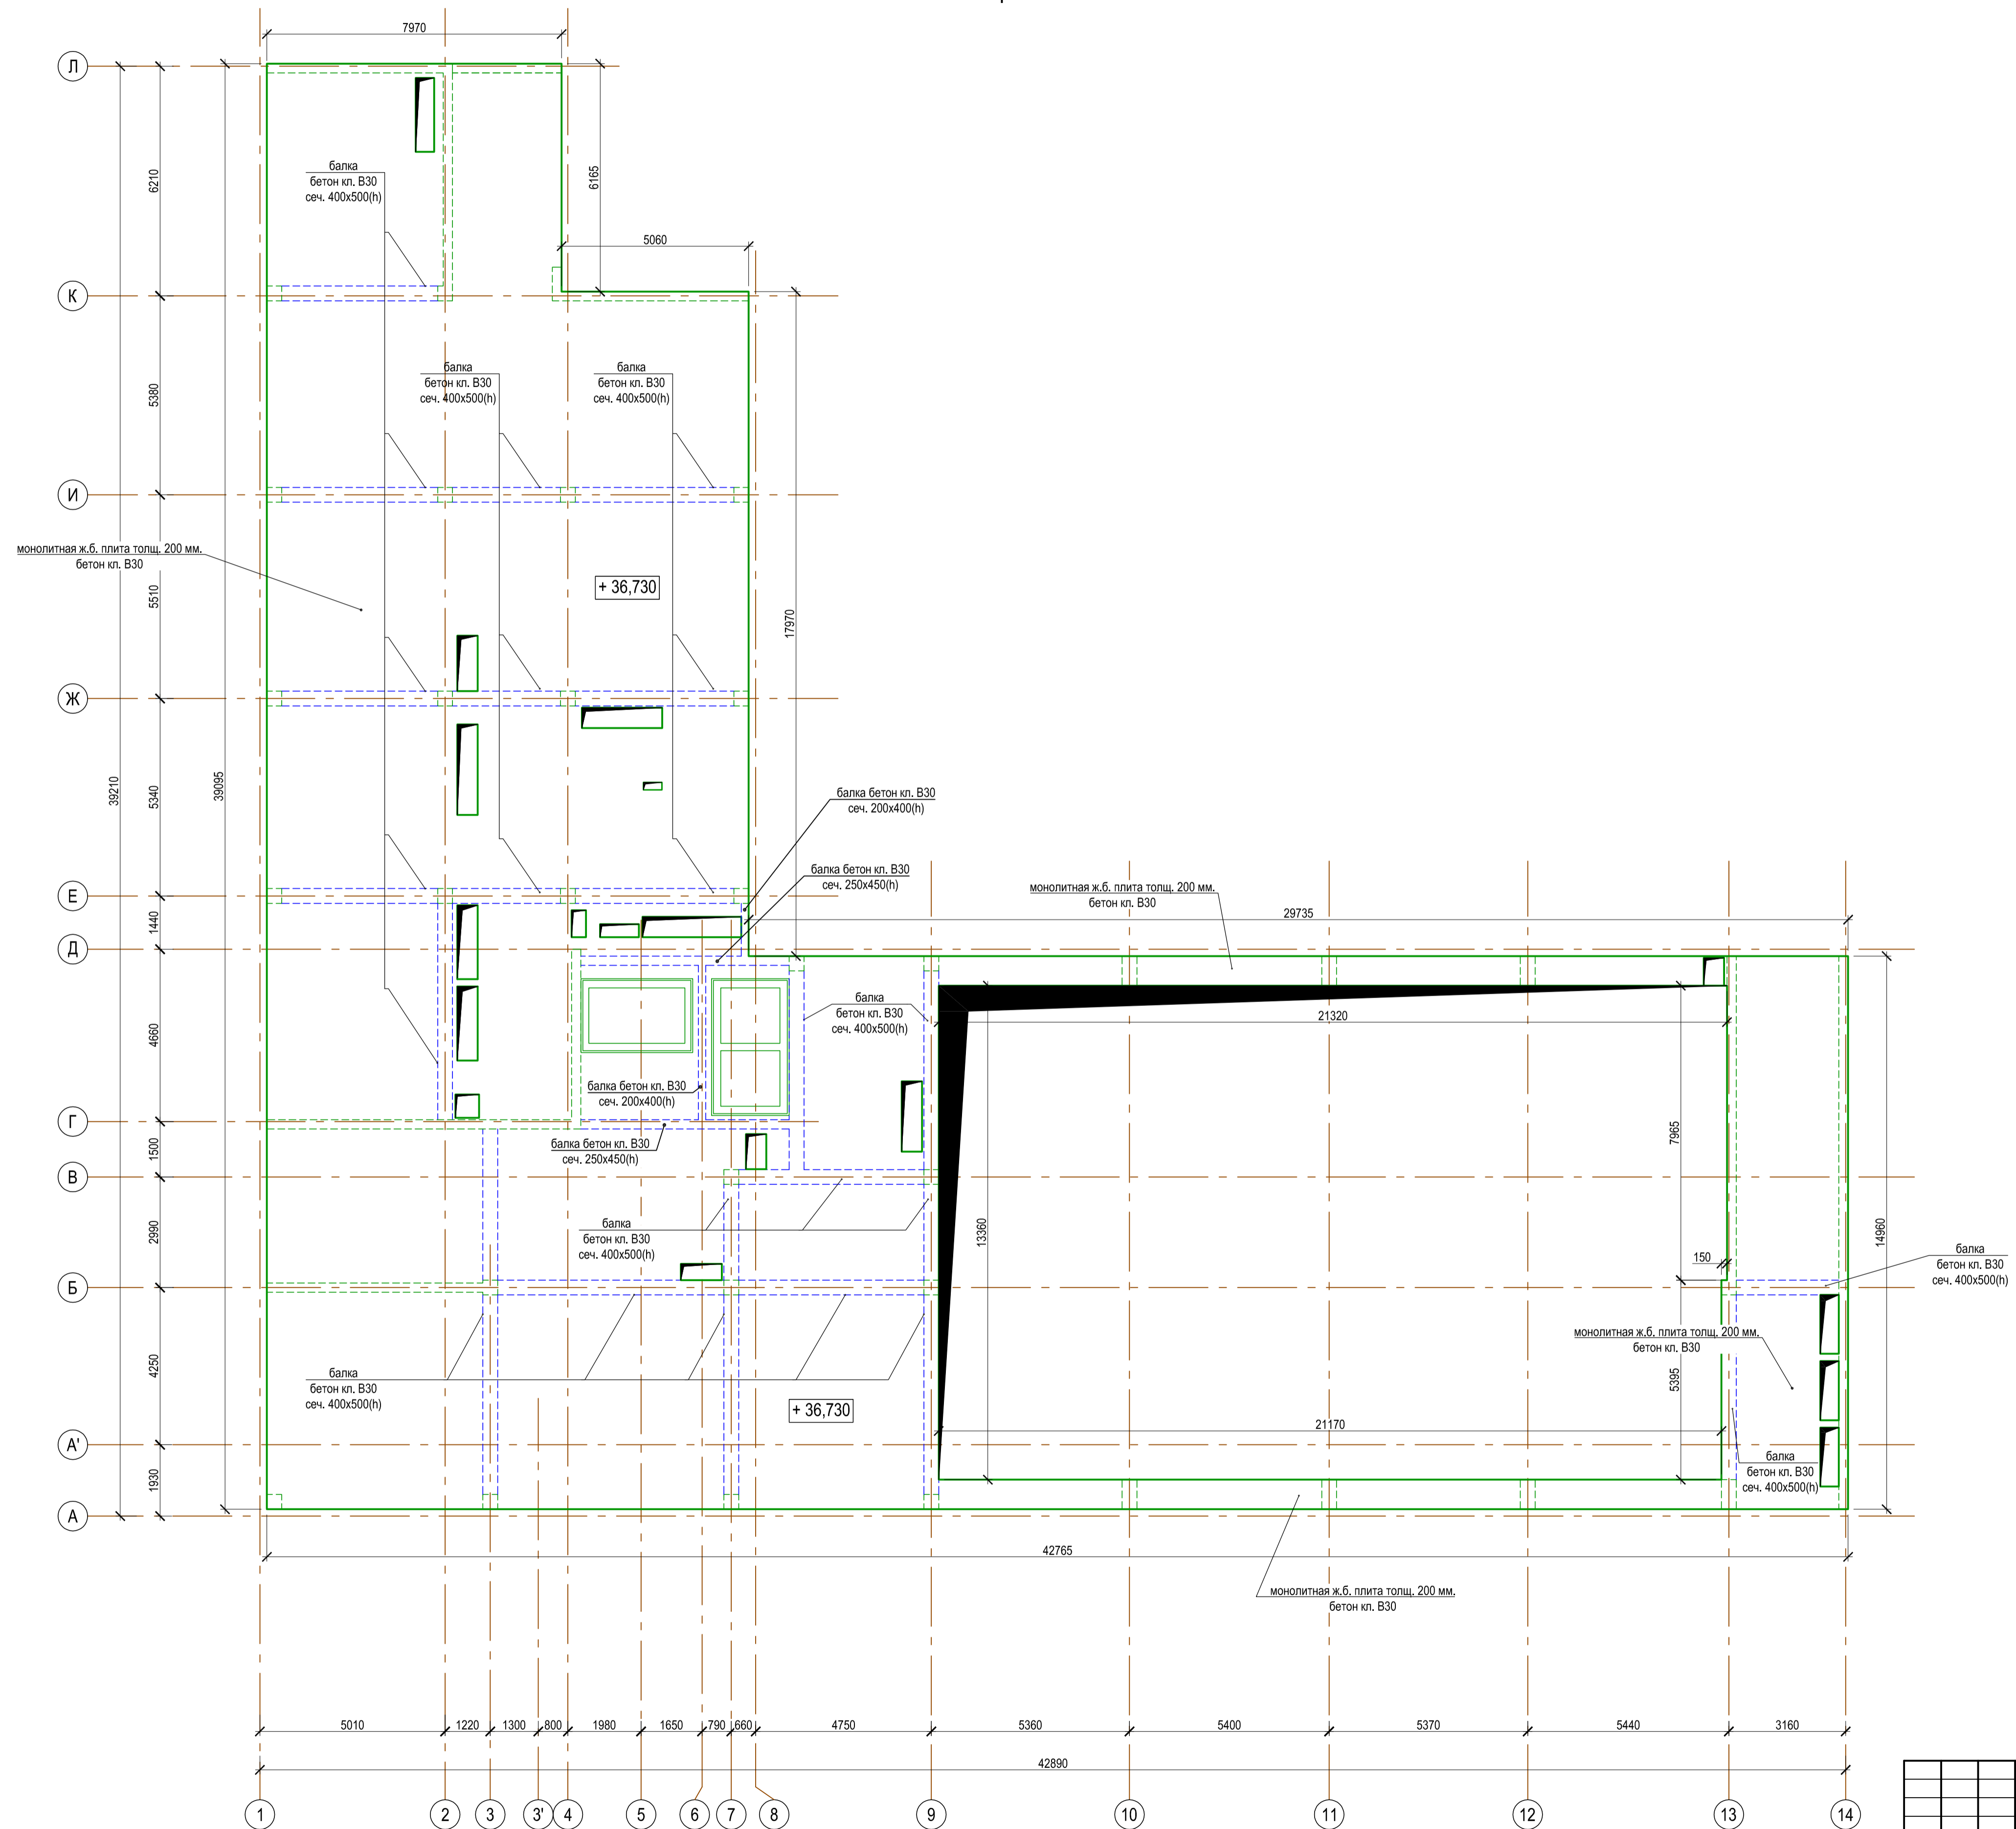 7970
Л
6210
6165
балка
бетон кл. В30
сеч. 400х500(h)
5060
К
5380
балка
бетон кл. В30
сеч. 400х500(h)
балка
бетон кл. В30
сеч. 400х500(h)
И
монолитная ж.б. плита толщ. 200 мм.
бетон кл. В30
5510
+ 36,730
17970
Ж
39210
5340
39095
балка бетон кл. В30
сеч. 200х400(h)
балка бетон кл. В30
сеч. 250х450(h)
монолитная ж.б. плита толщ. 200 мм.
бетон кл. В30
Е
1440
29735
Д
балка
бетон кл. В30
сеч. 400х500(h)
21320
4660
балка бетон кл. В30
сеч. 200х400(h)
Г
1500
балка бетон кл. В30
сеч. 250х450(h)
7965
В
2990
балка
бетон кл. В30
сеч. 400х500(h)
13360
14960
150
балка
бетон кл. В30
сеч. 400х500(h)
Б
монолитная ж.б. плита толщ. 200 мм.
бетон кл. В30
4250
балка
бетон кл. В30
сеч. 400х500(h)
5395
+ 36,730
21170
А'
балка
бетон кл. В30
сеч. 400х500(h)
1930
А
42765
монолитная ж.б. плита толщ. 200 мм.
бетон кл. В30
5010 1220 1300 800 1980 1650 790 660 4750 5360 5400 5370 5440 3160
42890
1 2 3 3' 4 5 6 7 8 9 10 11 12 13 14